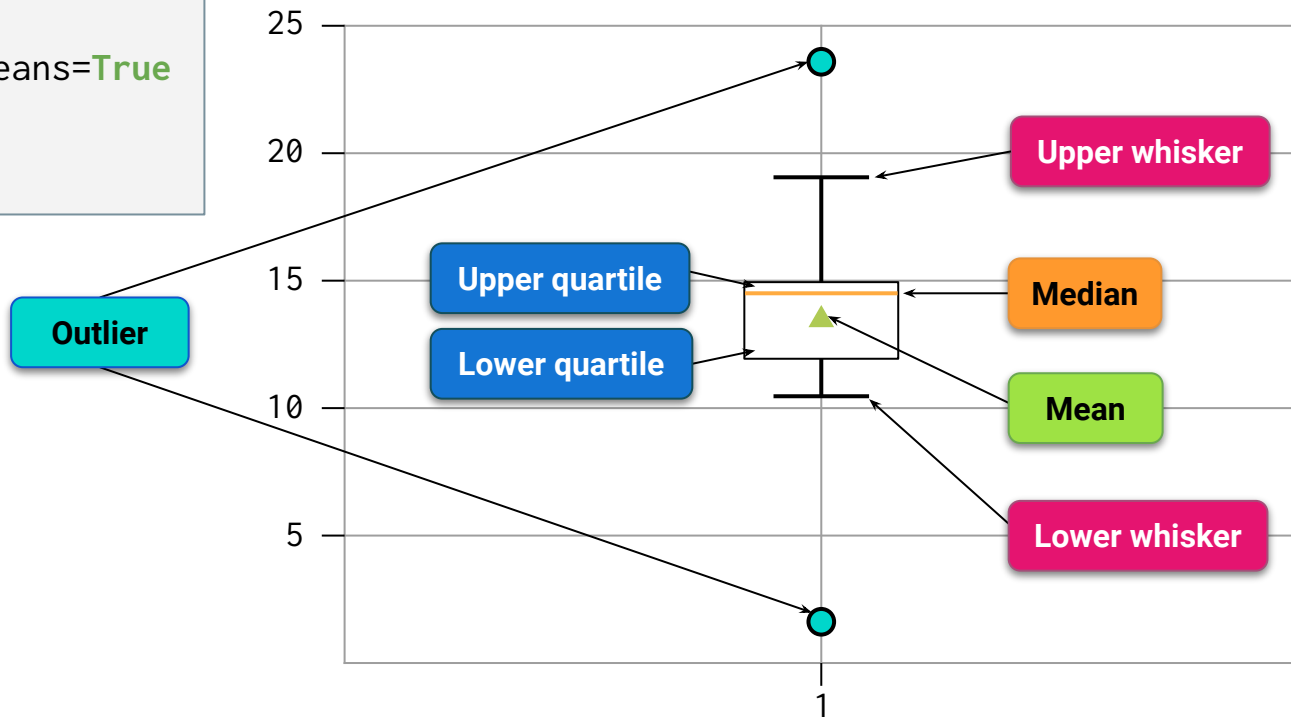 eans=True
25
20
15
10
5
1
Outlier
Upper quartile
Lower quartile
Upper whisker
Median
Mean
Lower whisker